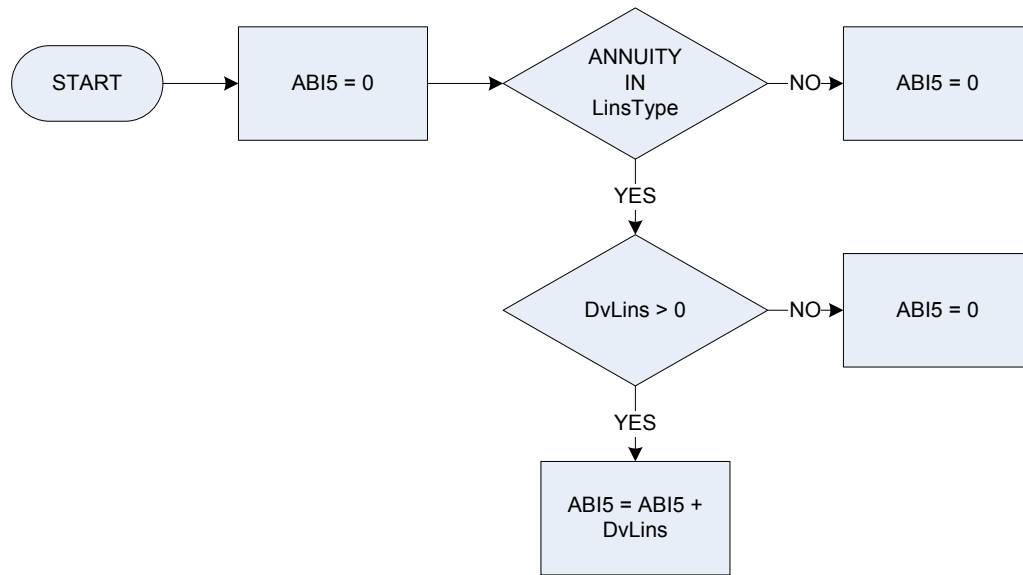 START
ABI5 = 0
ANNUITY
IN
LinsType
NO
ABI5 = 0
YES
DvLins > 0
NO
ABI5 = 0
YES
ABI5 = ABI5 +
DvLins